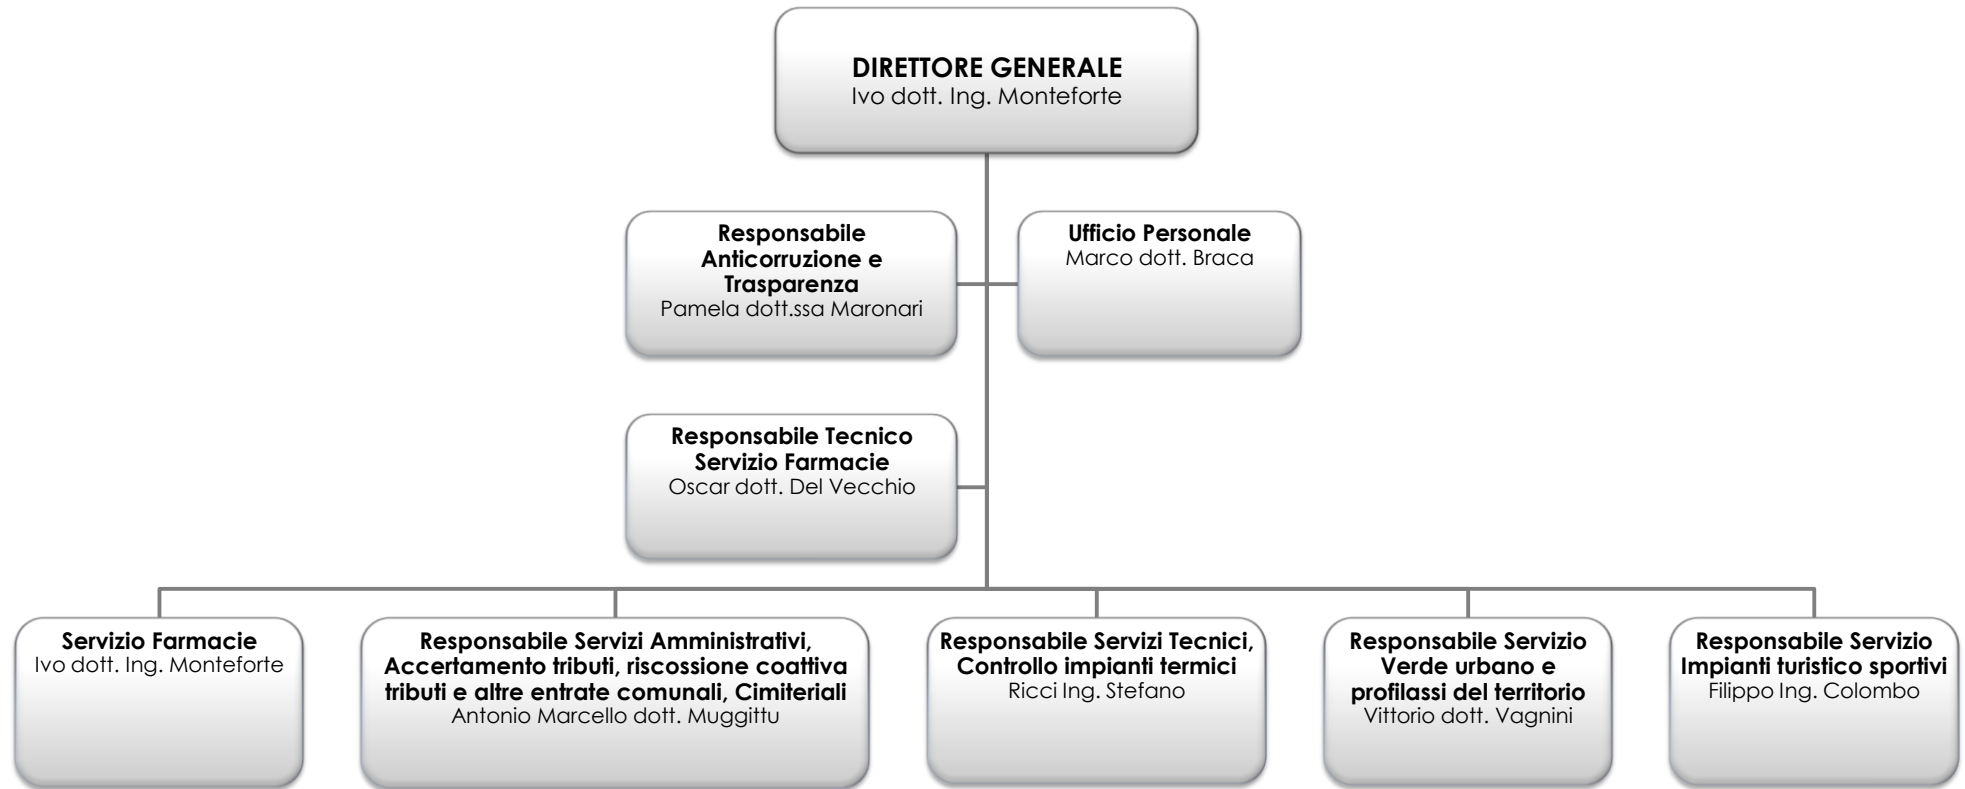 DIRETTORE GENERALE
Ivo dott. Ing. Monteforte
Responsabile
Anticorruzione e
Trasparenza
Pamela dott.ssa Maronari
Ufficio Personale
Marco dott. Braca
Responsabile Tecnico
Servizio Farmacie
Oscar dott. Del Vecchio
Servizio Farmacie
Ivo dott. Ing. Monteforte
Responsabile Servizi Amministrativi,
Accertamento tributi, riscossione coattiva
tributi e altre entrate comunali, Cimiteriali
Antonio Marcello dott. Muggittu
Responsabile Servizi Tecnici,
Controllo impianti termici
Ricci Ing. Stefano
Responsabile Servizio
Verde urbano e
profilassi del territorio
Vittorio dott. Vagnini
Responsabile Servizio
Impianti turistico sportivi
Filippo Ing. Colombo